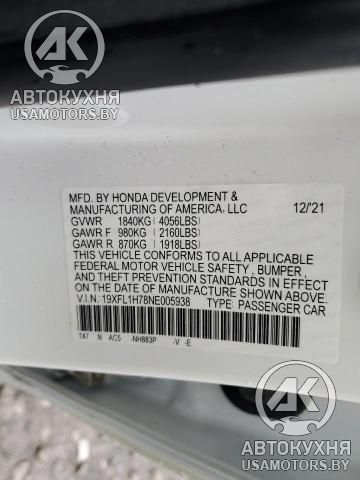 АК
АВТОКУХНЯ
USAMOTORS.BY
MFD. BY HONDA DEVELOPMENT &
MANUFACTURING OF AMERICA, LLC 12/'21
GVWR 1840KG (4056LBS)
GAWR F 980KG (2160LBS)
GAWR R 870KG (1918LBS)
THIS VEHICLE CONFORMS TO ALL APPLICABLE
FEDERAL MOTOR VEHICLE SAFETY, BUMPER,
AND THEFT PREVENTION STANDARDS IN EFFECT
ON THE DATE OF MANUFACTURE SHOWN ABOVE.
V.I.N. 19XFL1H78NE005938 TYPE: PASSENGER CAR
T47 N AC5 -NH883P -V -E
АК
АВТОКУХНЯ
USAMOTORS.BY